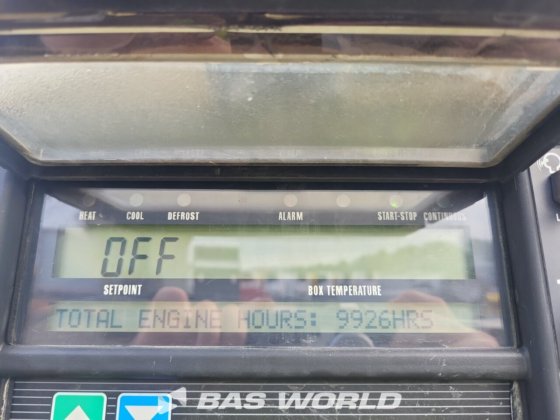 HEAT COOL DEFROST ALARM START-STOP CONTINUOUS
OFF
SETPOINT BOX TEMPERATURE
TOTAL ENGINE HOURS: 9926HRS
BAS WORLD